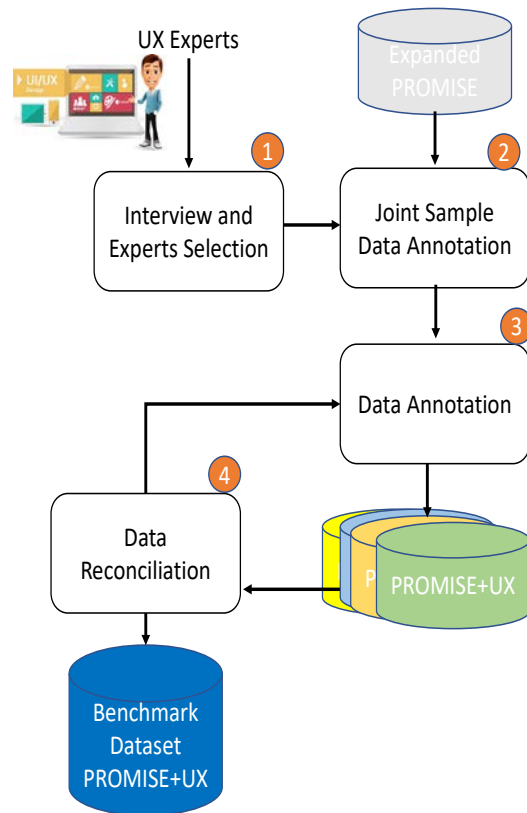 UX Experts
UI/UX
Expanded
PROMISE
1
2
Interview and
Experts Selection
Joint Sample
Data Annotation
3
Data Annotation
4
Data
Reconciliation
P
PROMISE+UX
Benchmark
Dataset
PROMISE+UX